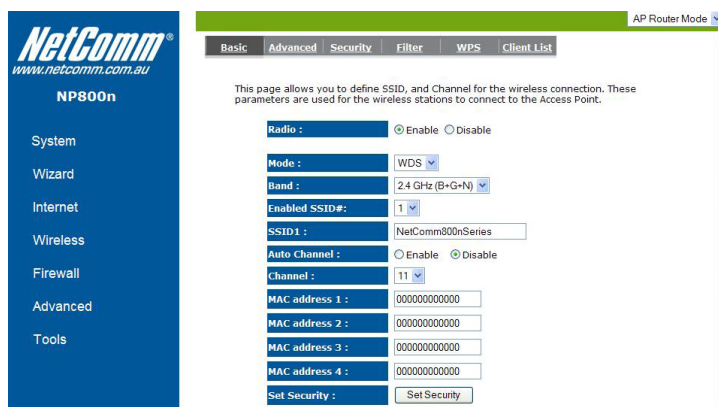 AP Router Mode
NetComm®
www.netcomm.com.au
NP800n
System
Wizard
Internet
Wireless
Firewall
Advanced
Tools
Basic Advanced Security Filter WPS Client List
This page allows you to define SSID, and Channel for the wireless connection. These
parameters are used for the wireless stations to connect to the Access Point.
Radio : Enable Disable
Mode : WDS
Band : 2.4 GHz (B+G+N)
Enabled SSID#: 1
SSID1 : NetComm800nSeries
Auto Channel : Enable Disable
Channel : 11
MAC address 1 : 000000000000
MAC address 2 : 000000000000
MAC address 3 : 000000000000
MAC address 4 : 000000000000
Set Security : Set Security